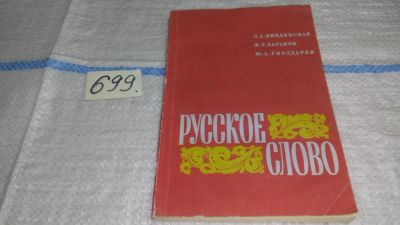 699.
Л.А.ВВЕДЕНСКАЯ
М.Т.БАРАНОВ
Ю.А.ГВОЗДАРЕВ
РУССКОЕ
СЛОВО